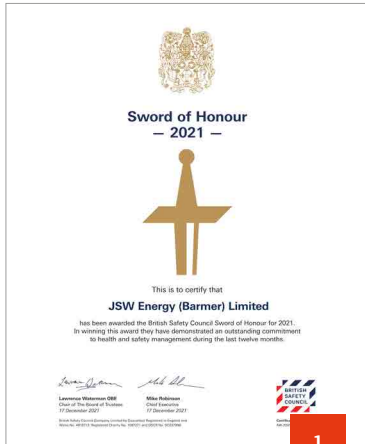 Sword of Honour
— 2021 —
This is to certify that
JSW Energy (Barmer) Limited
has been awarded the British Safety Council Sword of Honour for 2021.
In winning this award they have demonstrated an outstanding commitment
to health and safety management during the last twelve months.
Lawrence Waterman OBE
Chair of The Board of Trustees
17 December 2021
Mike Robinson
Chief Executive
17 December 2021
BRITISH
SAFETY
COUNCIL
1